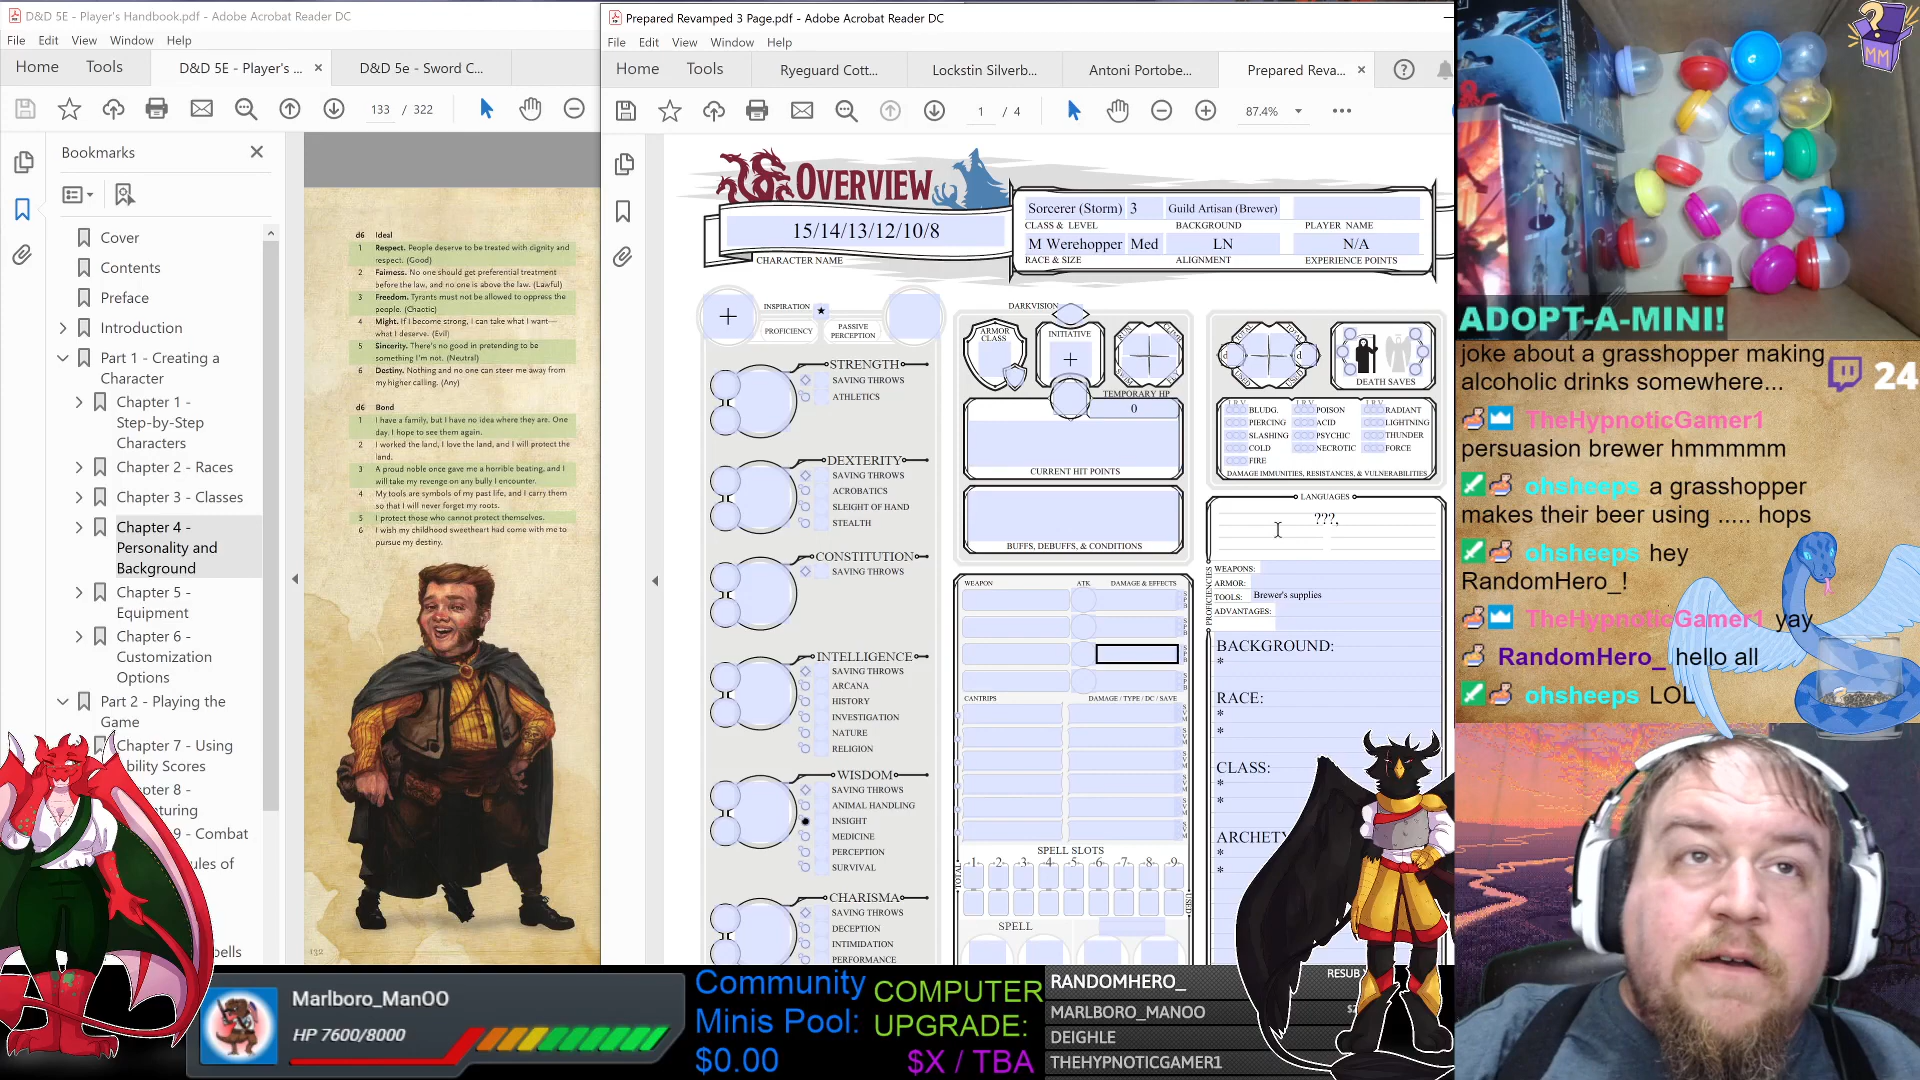 D&D 5E - Player's Handbook.pdf - Adobe Acrobat Reader DC
File Edit View Window Help
Home Tools D&D 5E - Player's ... × D&D 5e - Sword C...
133 / 322
Bookmarks
Cover
Contents
Preface
Introduction
Part 1 - Creating a
Character
Chapter 1 -
Step-by-Step
Characters
Chapter 2 - Races
Chapter 3 - Classes
Chapter 4 -
Personality and
Background
Chapter 5 -
Equipment
Chapter 6 -
Customization
Options
Part 2 - Playing the
Game
Chapter 7 - Using
bility Scores
8 -
nturing
9 - Combat
ules of
bells
d6 Ideal
1 Respect. People deserve to be treated with dignity and
respect. (Good)
2 Fairness. No one should get preferential treatment
before the law, and no one is above the law. (Lawful)
3 Freedom. Tyrants must not be allowed to oppress the
people. (Chaotic)
4 Might. If I become strong, I can take what I want—
what I deserve. (Evil)
5 Sincerity. There's no good in pretending to be
something I'm not. (Neutral)
6 Destiny. Nothing and no one can steer me away from
my higher calling. (Any)
d6 Bond
1 I have a family, but I have no idea where they are. One
day, I hope to see them again.
2 I worked the land, I love the land, and I will protect the
land.
3 A proud noble once gave me a horrible beating, and I
will take my revenge on any bully I encounter.
4 My tools are symbols of my past life, and I carry them
so that I will never forget my roots.
5 I protect those who cannot protect themselves.
6 I wish my childhood sweetheart had come with me to
pursue my destiny.
132
Prepared Revamped 3 Page.pdf - Adobe Acrobat Reader DC
File Edit View Window Help
Home Tools Ryeguard Cott... Lockstin Silverb... Antoni Portobe... Prepared Reva... ×
1 / 4 87.4%
OVERVIEW
15/14/13/12/10/8
CHARACTER NAME
Sorcerer (Storm) 3 Guild Artisan (Brewer)
CLASS & LEVEL BACKGROUND PLAYER NAME
M Werehopper Med LN N/A
RACE & SIZE ALIGNMENT EXPERIENCE POINTS
+ INSPIRATION
PROFICIENCY PASSIVE
PERCEPTION
STRENGTH
SAVING THROWS
ATHLETICS
DEXTERITY
SAVING THROWS
ACROBATICS
SLEIGHT OF HAND
STEALTH
CONSTITUTION
SAVING THROWS
INTELLIGENCE
SAVING THROWS
ARCANA
HISTORY
INVESTIGATION
NATURE
RELIGION
WISDOM
SAVING THROWS
ANIMAL HANDLING
INSIGHT
MEDICINE
PERCEPTION
SURVIVAL
CHARISMA
SAVING THROWS
DECEPTION
INTIMIDATION
PERFORMANCE
DARKVISION
ARMOR
CLASS
INITIATIVE
+
TEMPORARY HP
0
CURRENT HIT POINTS
BUFFS, DEBUFFS, & CONDITIONS
WEAPON ATK DAMAGE & EFFECTS
CANTRIPS DAMAGE / TYPE / DC / SAVE
SPELL SLOTS
-1- -2- -3- -4- -5- -6- -7- -8- -9-
TOTAL
USED
SPELL
TOTAL
USED
d d
DEATH SAVES
I R V I R V I R V
BLUDG. POISON RADIANT
PIERCING ACID LIGHTNING
SLASHING PSYCHIC THUNDER
COLD NECROTIC FORCE
FIRE
DAMAGE IMMUNITIES, RESISTANCES, & VULNERABILITIES
LANGUAGES
???,
PROFICIENCIES
WEAPONS:
ARMOR:
TOOLS: Brewer's supplies
ADVANTAGES:
BACKGROUND:
*
RACE:
*
*
CLASS:
*
*
ARCHETY
*
*
MM
ADOPT-A-MINI!
joke about a grasshopper making
alcoholic drinks somewhere...
24
TheHypnoticGamer1
persuasion brewer hmmmmm
ohsheeps a grasshopper
makes their beer using ..... hops
ohsheeps hey
RandomHero_!
TheHypnoticGamer1 yay
RandomHero_ hello all
ohsheeps LOL
Marlboro_Man00
HP 7600/8000
Community
Minis Pool:
$0.00
COMPUTER
UPGRADE:
$X / TBA
RANDOMHERO_ RESUB
MARLBORO_MAN00
DEIGHLE
THEHYPNOTICGAMER1